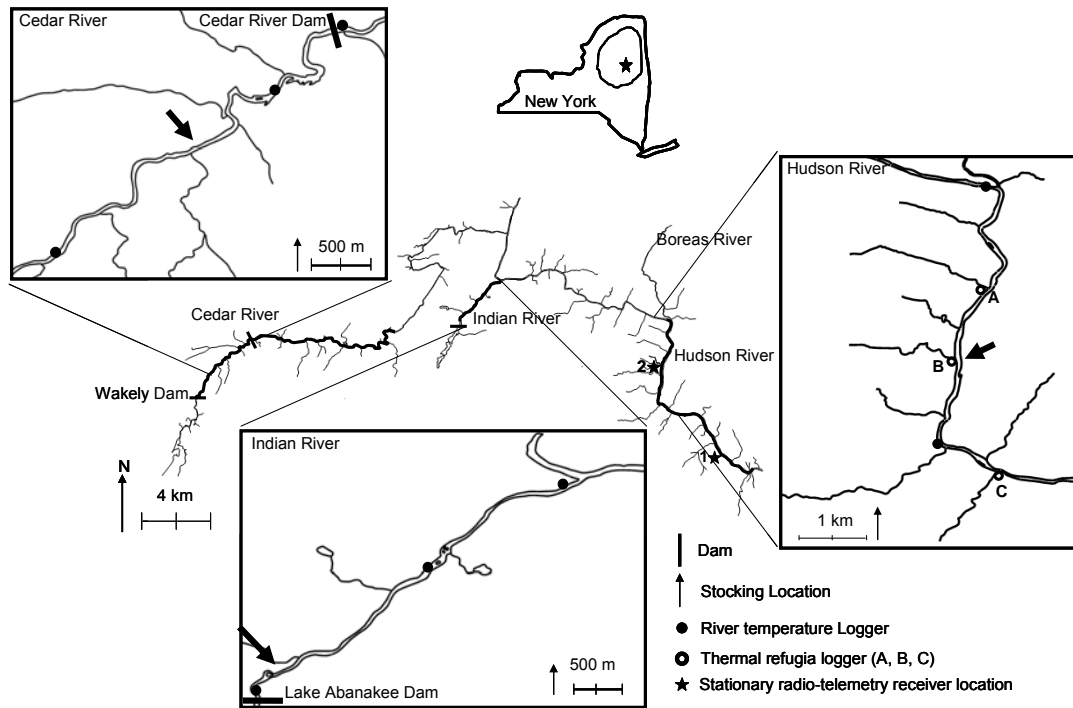 Cedar River
Cedar River Dam
500 m
New York
Hudson River
A
B
C
1 km
Boreas River
Cedar River
Indian River
Hudson River
2
Wakely Dam
1
N
4 km
Indian River
500 m
Lake Abanakee Dam
Dam
Stocking Location
River temperature Logger
Thermal refugia logger (A, B, C)
Stationary radio-telemetry receiver location